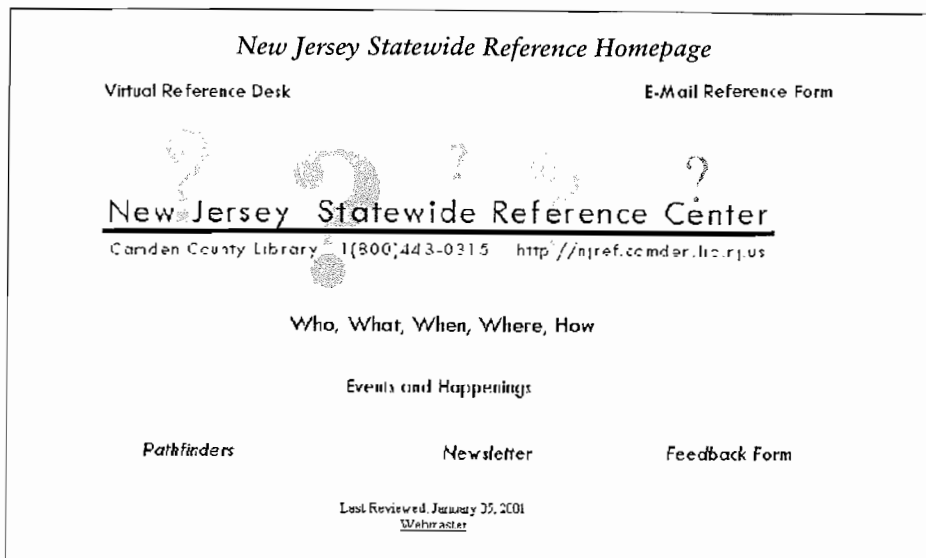 New Jersey Statewide Reference Homepage
Virtual Reference Desk E-Mail Reference Form
? ? ? ? ? ?
New Jersey Statewide Reference Center
Camden County Library 1(800)443-0315
Who, What, When, Where, How
Events and Happenings
Pathfinders Newsletter Feedback Form
Last Reviewed, January 05, 2001
Webmaster